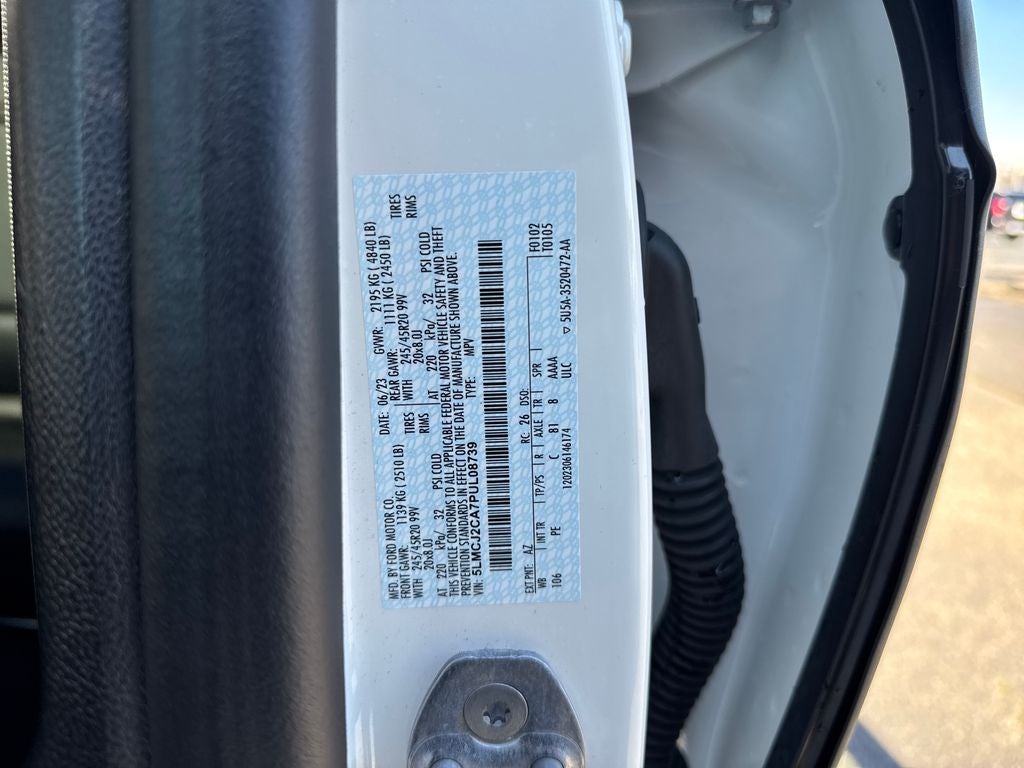 MFD. BY FORD MOTOR CO. DATE: 06/23 GVWR: 2195 KG ( 4840 LB)
FRONT GAWR: 1139 KG ( 2510 LB) REAR GAWR: 1111 KG ( 2450 LB)
WITH 245/45R20 99V TIRES WITH 245/45R20 99V TIRES
20x8.0J RIMS 20x8.0J RIMS
AT 220 kPa/ 32 PSI COLD AT 220 kPa/ 32 PSI COLD
THIS VEHICLE CONFORMS TO ALL APPLICABLE FEDERAL MOTOR VEHICLE SAFETY AND THEFT
PREVENTION STANDARDS IN EFFECT ON THE DATE OF MANUFACTURE SHOWN ABOVE.
VIN: 5LMCJ2CA7PUL08739 TYPE: MPV
EXT PNT: AZ RC: 26 DSO: F0102
WB INT TR TP/PS R AXLE TR SPR T0105
106 PE C 81 8 AAAA
1202306146174 ULC 5U5A-3520472-AA